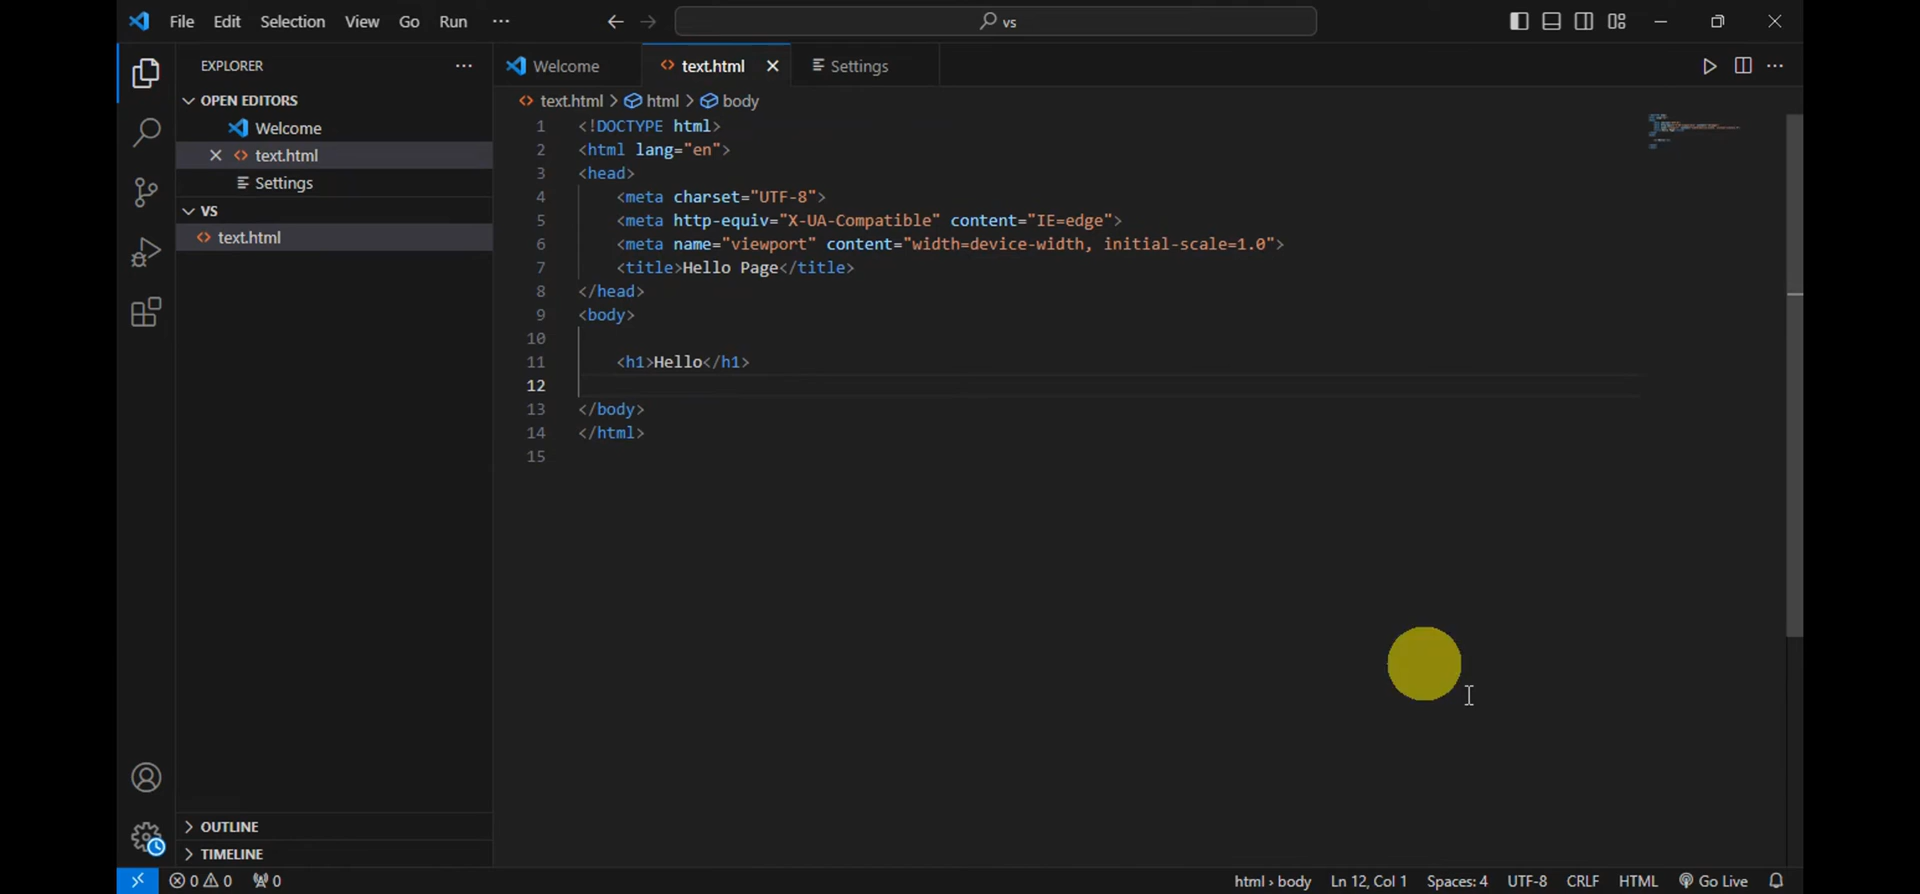 File Edit Selection View Go Run ··· vs
EXPLORER ···
OPEN EDITORS
Welcome
text.html
Settings
VS
text.html
OUTLINE
TIMELINE
Welcome text.html Settings
text.html > html > body
1 <!DOCTYPE html>
2 <html lang="en">
3 <head>
4 <meta charset="UTF-8">
5 <meta http-equiv="X-UA-Compatible" content="IE=edge">
6 <meta name="viewport" content="width=device-width, initial-scale=1.0">
7 <title>Hello Page</title>
8 </head>
9 <body>
10
11 <h1>Hello</h1>
12
13 </body>
14 </html>
15
0 0 0 html › body Ln 12, Col 1 Spaces: 4 UTF-8 CRLF HTML Go Live